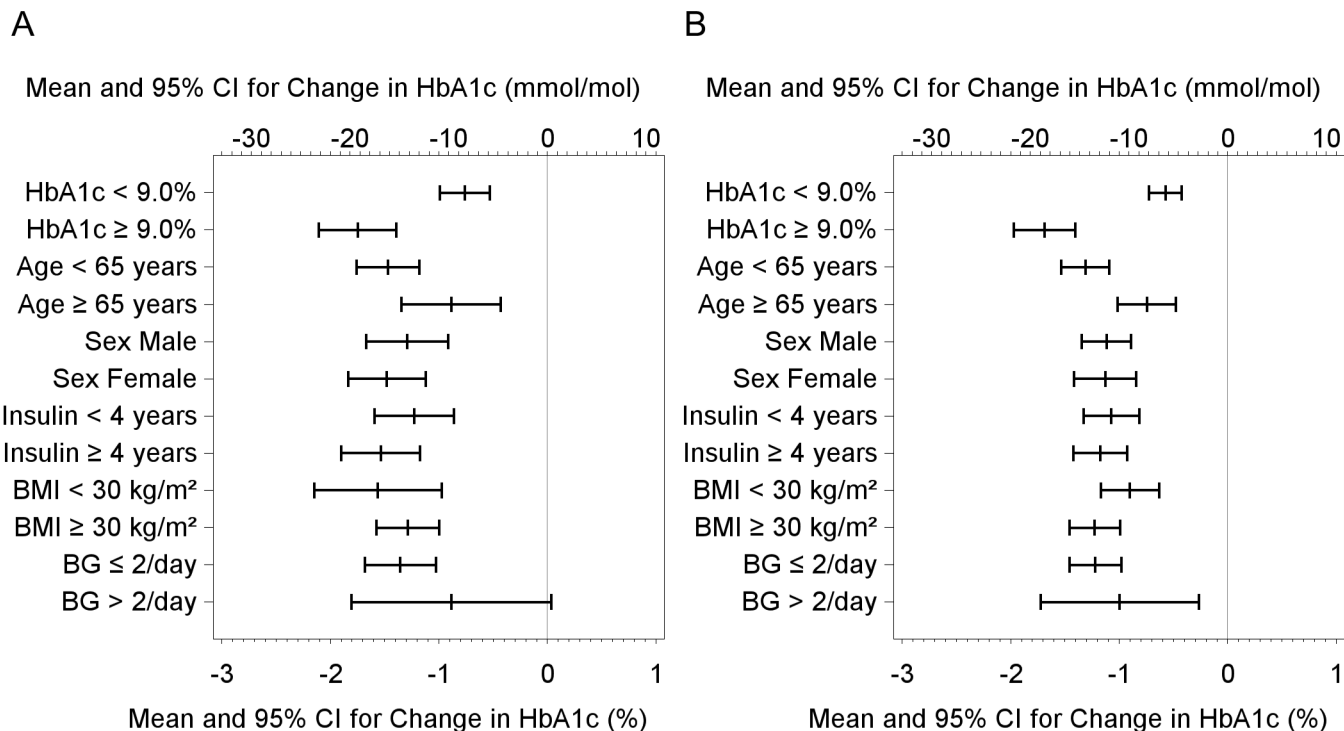 A
Mean and 95% CI for Change in HbA1c (mmol/mol)
-30 -20 -10 0 10
HbA1c < 9.0%
HbA1c ≥ 9.0%
Age < 65 years
Age ≥ 65 years
Sex Male
Sex Female
Insulin < 4 years
Insulin ≥ 4 years
BMI < 30 kg/m²
BMI ≥ 30 kg/m²
BG ≤ 2/day
BG > 2/day
-3 -2 -1 0 1
Mean and 95% CI for Change in HbA1c (%)
B
Mean and 95% CI for Change in HbA1c (mmol/mol)
-30 -20 -10 0 10
HbA1c < 9.0%
HbA1c ≥ 9.0%
Age < 65 years
Age ≥ 65 years
Sex Male
Sex Female
Insulin < 4 years
Insulin ≥ 4 years
BMI < 30 kg/m²
BMI ≥ 30 kg/m²
BG ≤ 2/day
BG > 2/day
-3 -2 -1 0 1
Mean and 95% CI for Change in HbA1c (%)